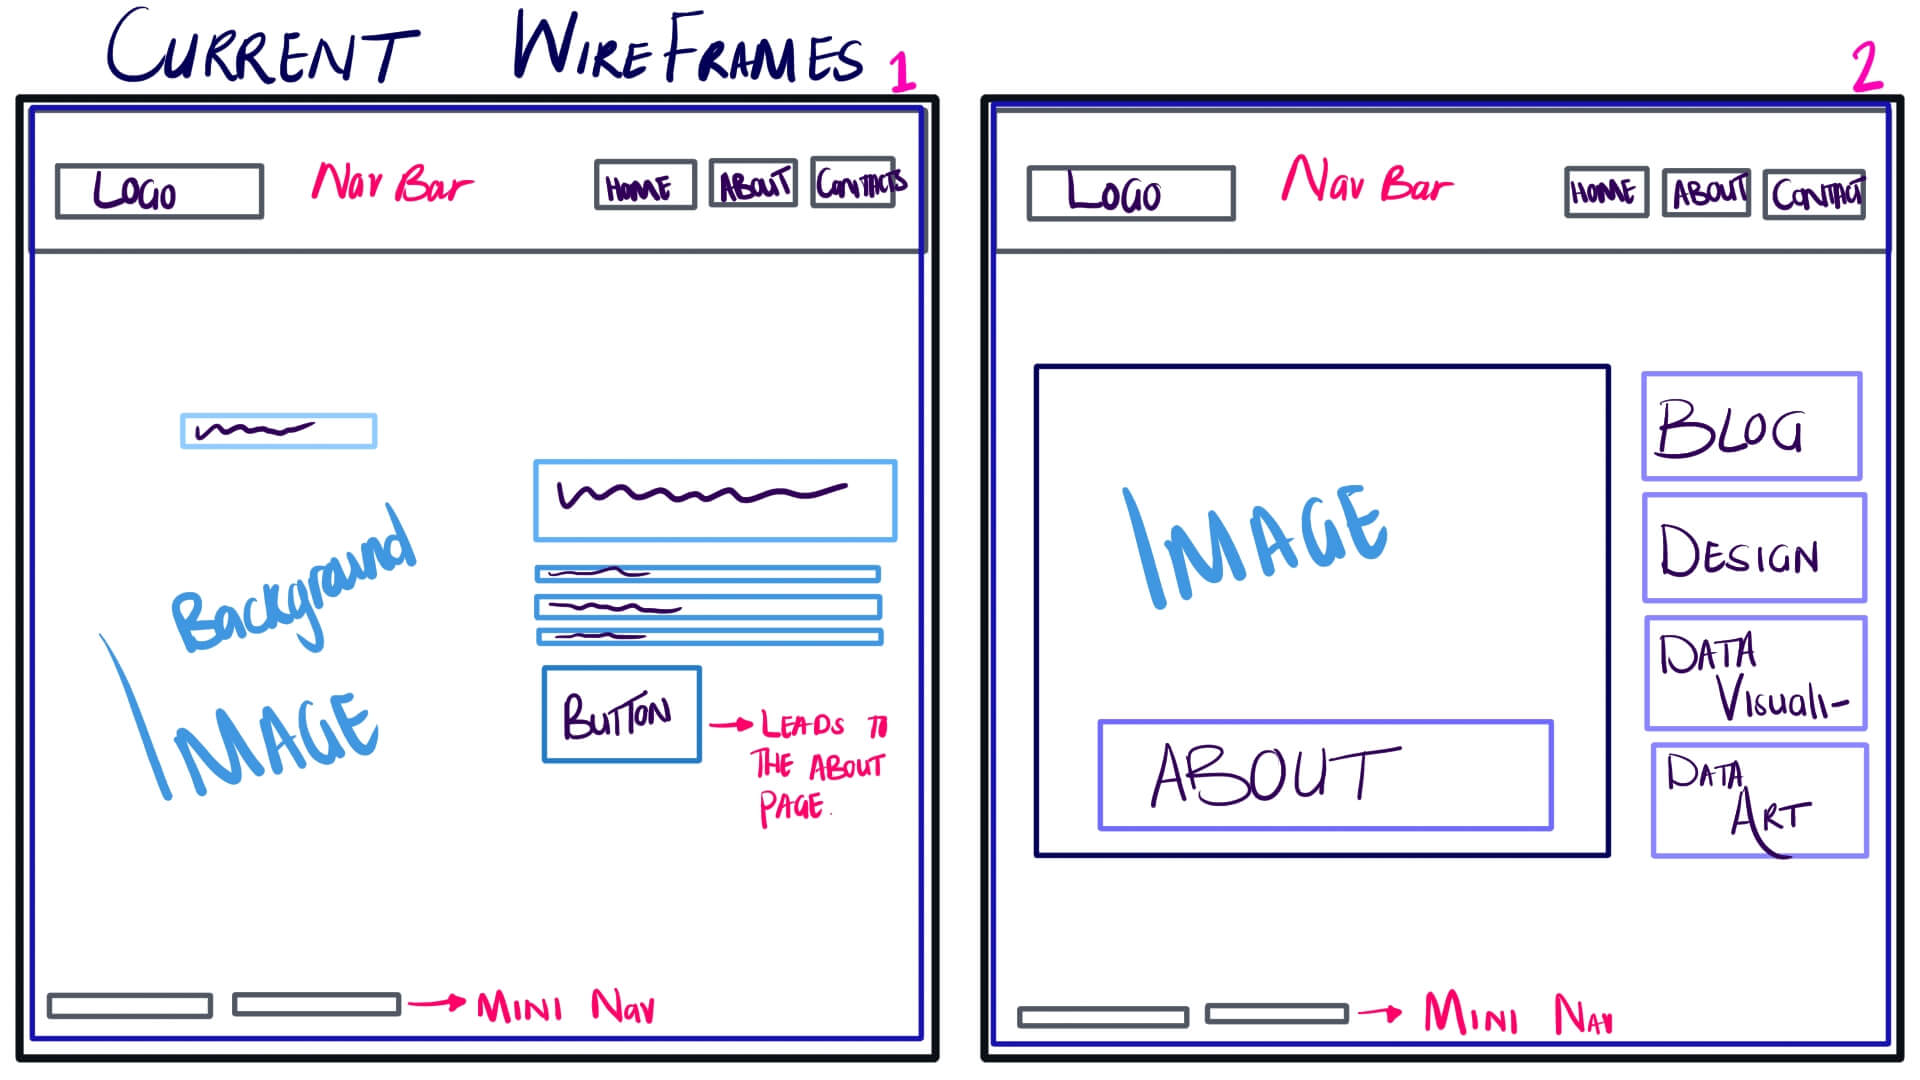 CURRENT WIREFRAMES
1
LOGO
Nav Bar
HOME
ABOUT
CONTACTS
Background
IMAGE
BUTTON
LEADS TO
THE ABOUT
PAGE.
MINI NAV
2
LOGO
Nav Bar
HOME
ABOUT
CONTACT
IMAGE
ABOUT
BLOG
DESIGN
DATA
VISUALI-
DATA
ART
MINI NAV